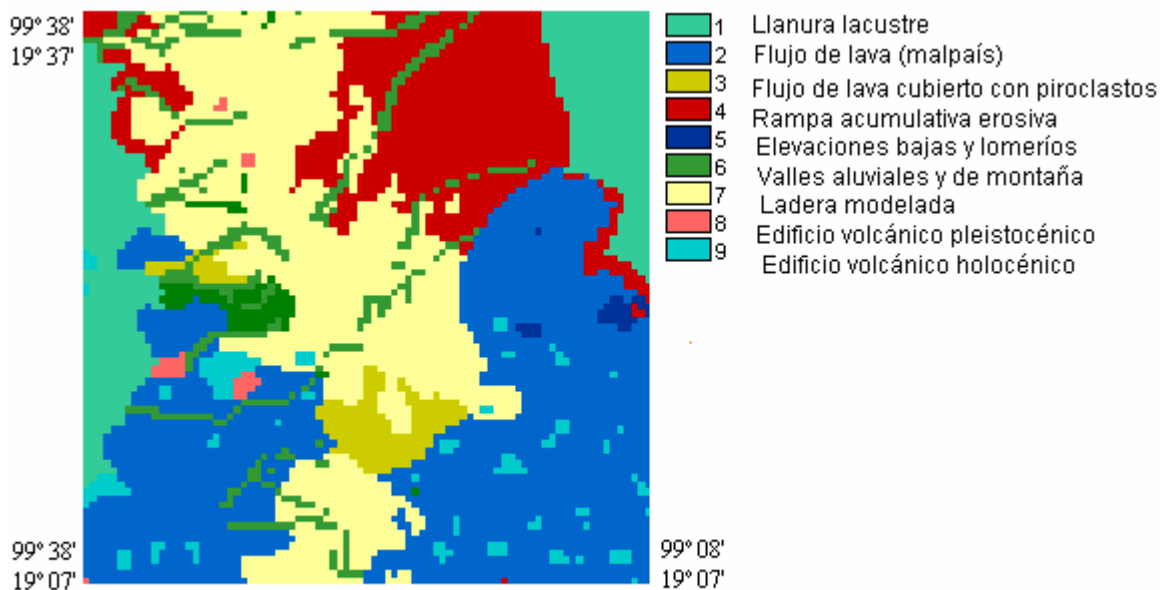 99° 38'
19° 37'
1 Llanura lacustre
2 Flujo de lava (malpaís)
3 Flujo de lava cubierto con piroclastos
4 Rampa acumulativa erosiva
5 Elevaciones bajas y lomeríos
6 Valles aluviales y de montaña
7 Ladera modelada
8 Edificio volcánico pleistocénico
9 Edificio volcánico holocénico
99° 38'
19° 07'
99° 08'
19° 07'